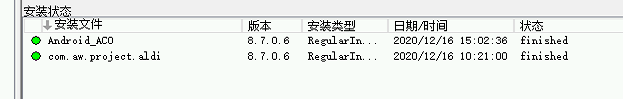 安装状态
安装文件 版本 安装类型 日期/时间 状态
Android_ACO 8.7.0.6 RegularIn... 2020/12/16 15:02:36 finished
com.aw.project.aldi 8.7.0.6 RegularIn... 2020/12/16 10:21:00 finished